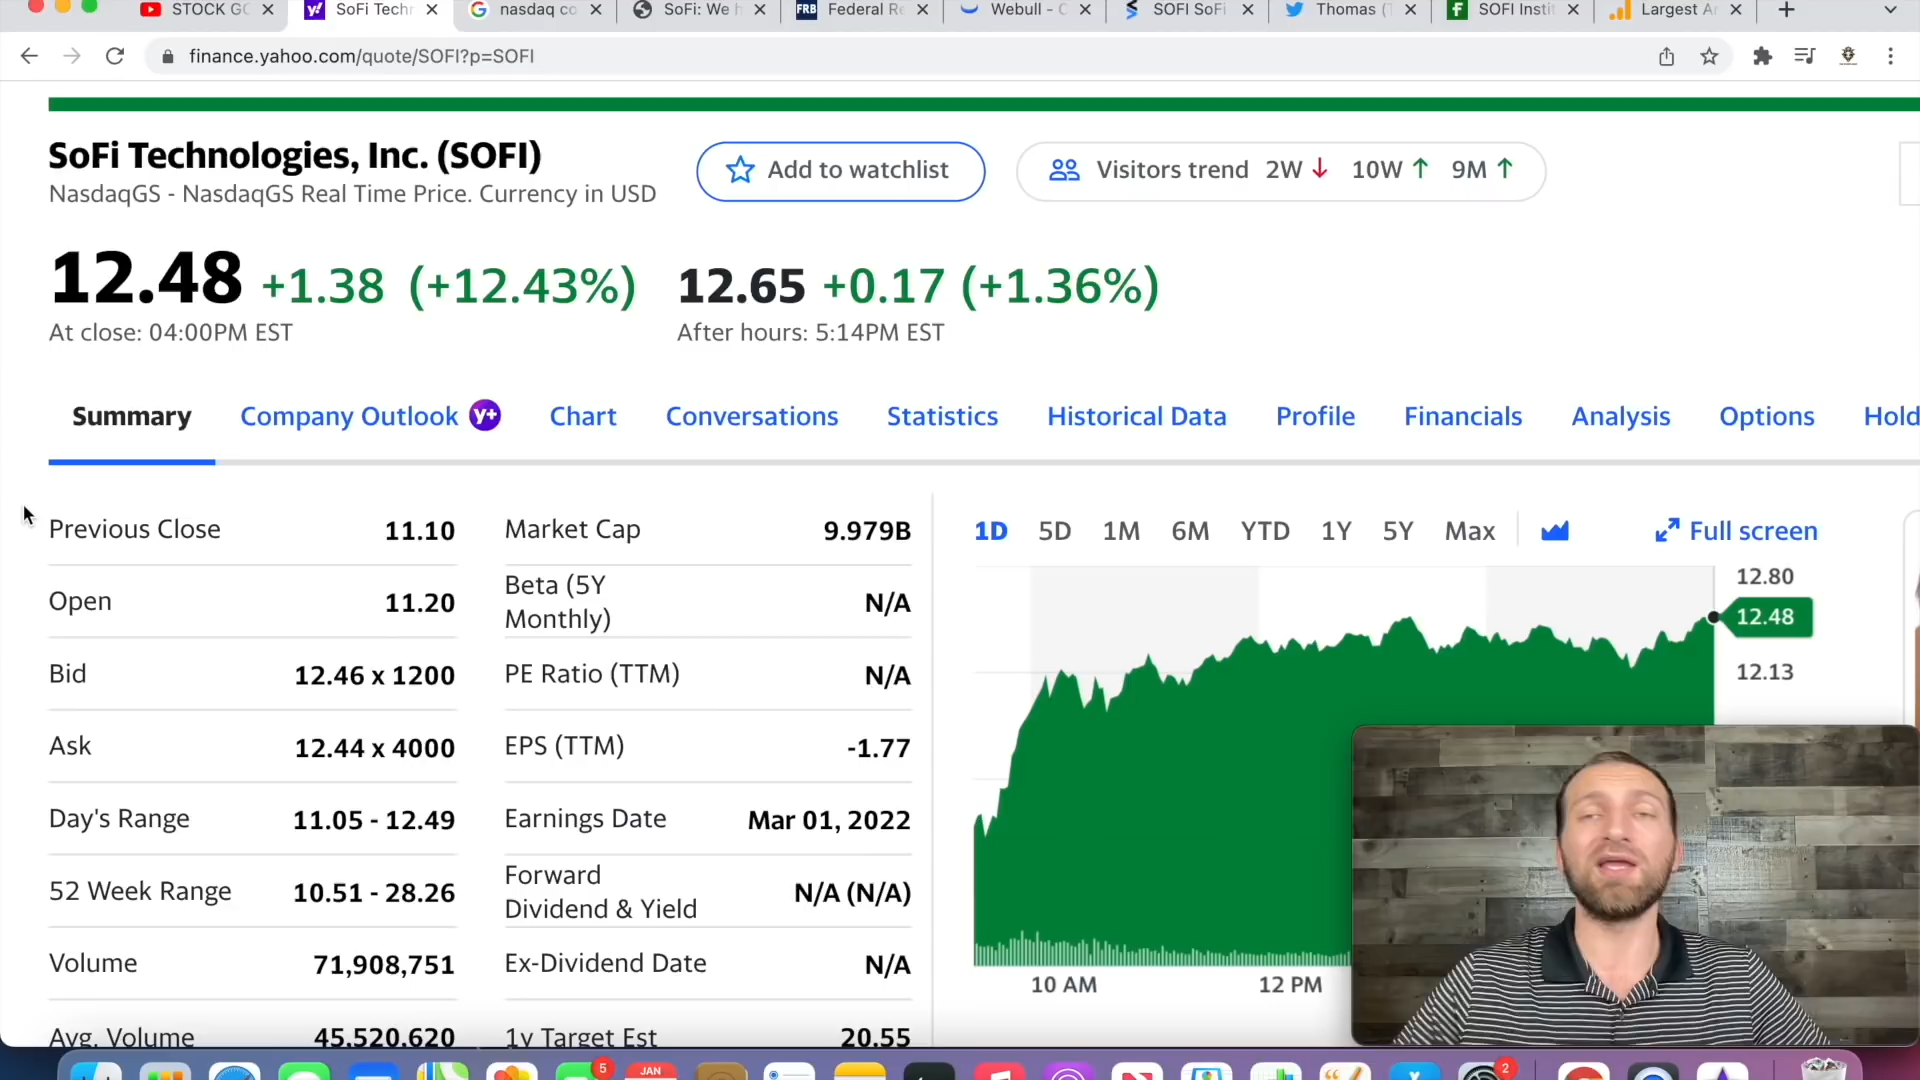 STOCK GO
SoFi Techn
nasdaq co
SoFi: We h
FRB
Federal Re
Webull - C
SOFI SoFi
Thomas (T
SOFI Instit
Largest Ar
finance.yahoo.com/quote/SOFI?p=SOFI
SoFi Technologies, Inc. (SOFI)
NasdaqGS - NasdaqGS Real Time Price. Currency in USD
Add to watchlist
Visitors trend 2W ↓ 10W ↑ 9M ↑
12.48 +1.38 (+12.43%)
At close: 04:00PM EST
12.65 +0.17 (+1.36%)
After hours: 5:14PM EST
Summary
Company Outlook y+
Chart
Conversations
Statistics
Historical Data
Profile
Financials
Analysis
Options
Hold
Previous Close 11.10
Open 11.20
Bid 12.46 x 1200
Ask 12.44 x 4000
Day's Range 11.05 - 12.49
52 Week Range 10.51 - 28.26
Volume 71,908,751
Avg. Volume 45,520,620
Market Cap 9.979B
Beta (5Y
Monthly) N/A
PE Ratio (TTM) N/A
EPS (TTM) -1.77
Earnings Date Mar 01, 2022
Forward
Dividend & Yield N/A (N/A)
Ex-Dividend Date N/A
1y Target Est 20.55
1D 5D 1M 6M YTD 1Y 5Y Max
Full screen
12.80
12.48
12.13
10 AM 12 PM
5
JAN
2